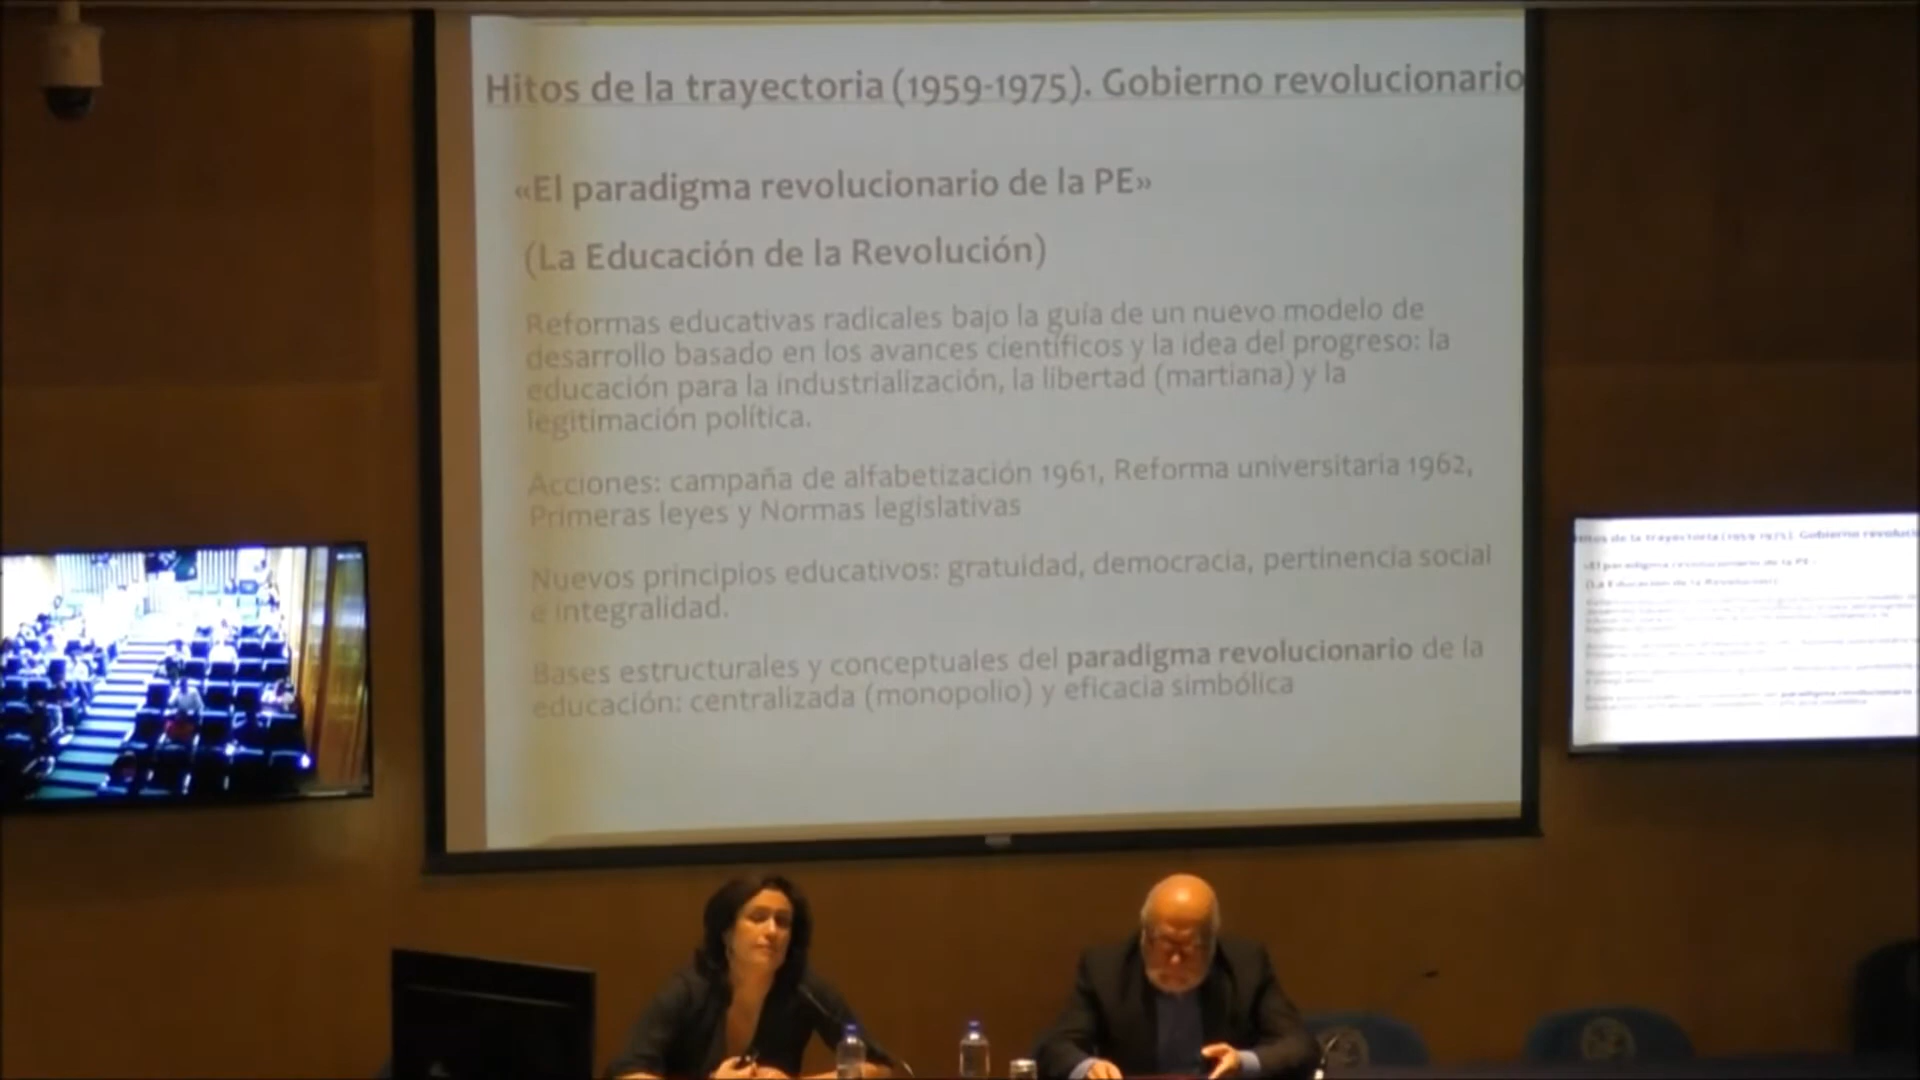 Hitos de la trayectoria (1959-1975). Gobierno revolucionario
«El paradigma revolucionario de la PE»
(La Educación de la Revolución)
Reformas educativas radicales bajo la guía de un nuevo modelo de
desarrollo basado en los avances científicos y la idea del progreso: la
educación para la industrialización, la libertad (martiana) y la
legitimación política.
Acciones: campaña de alfabetización 1961, Reforma universitaria 1962,
Primeras leyes y Normas legislativas
Nuevos principios educativos: gratuidad, democracia, pertinencia social
e integralidad.
Bases estructurales y conceptuales del paradigma revolucionario de la
educación: centralizada (monopolio) y eficacia simbólica